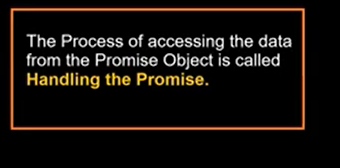 The Process of accessing the data
from the Promise Object is called
Handling the Promise.